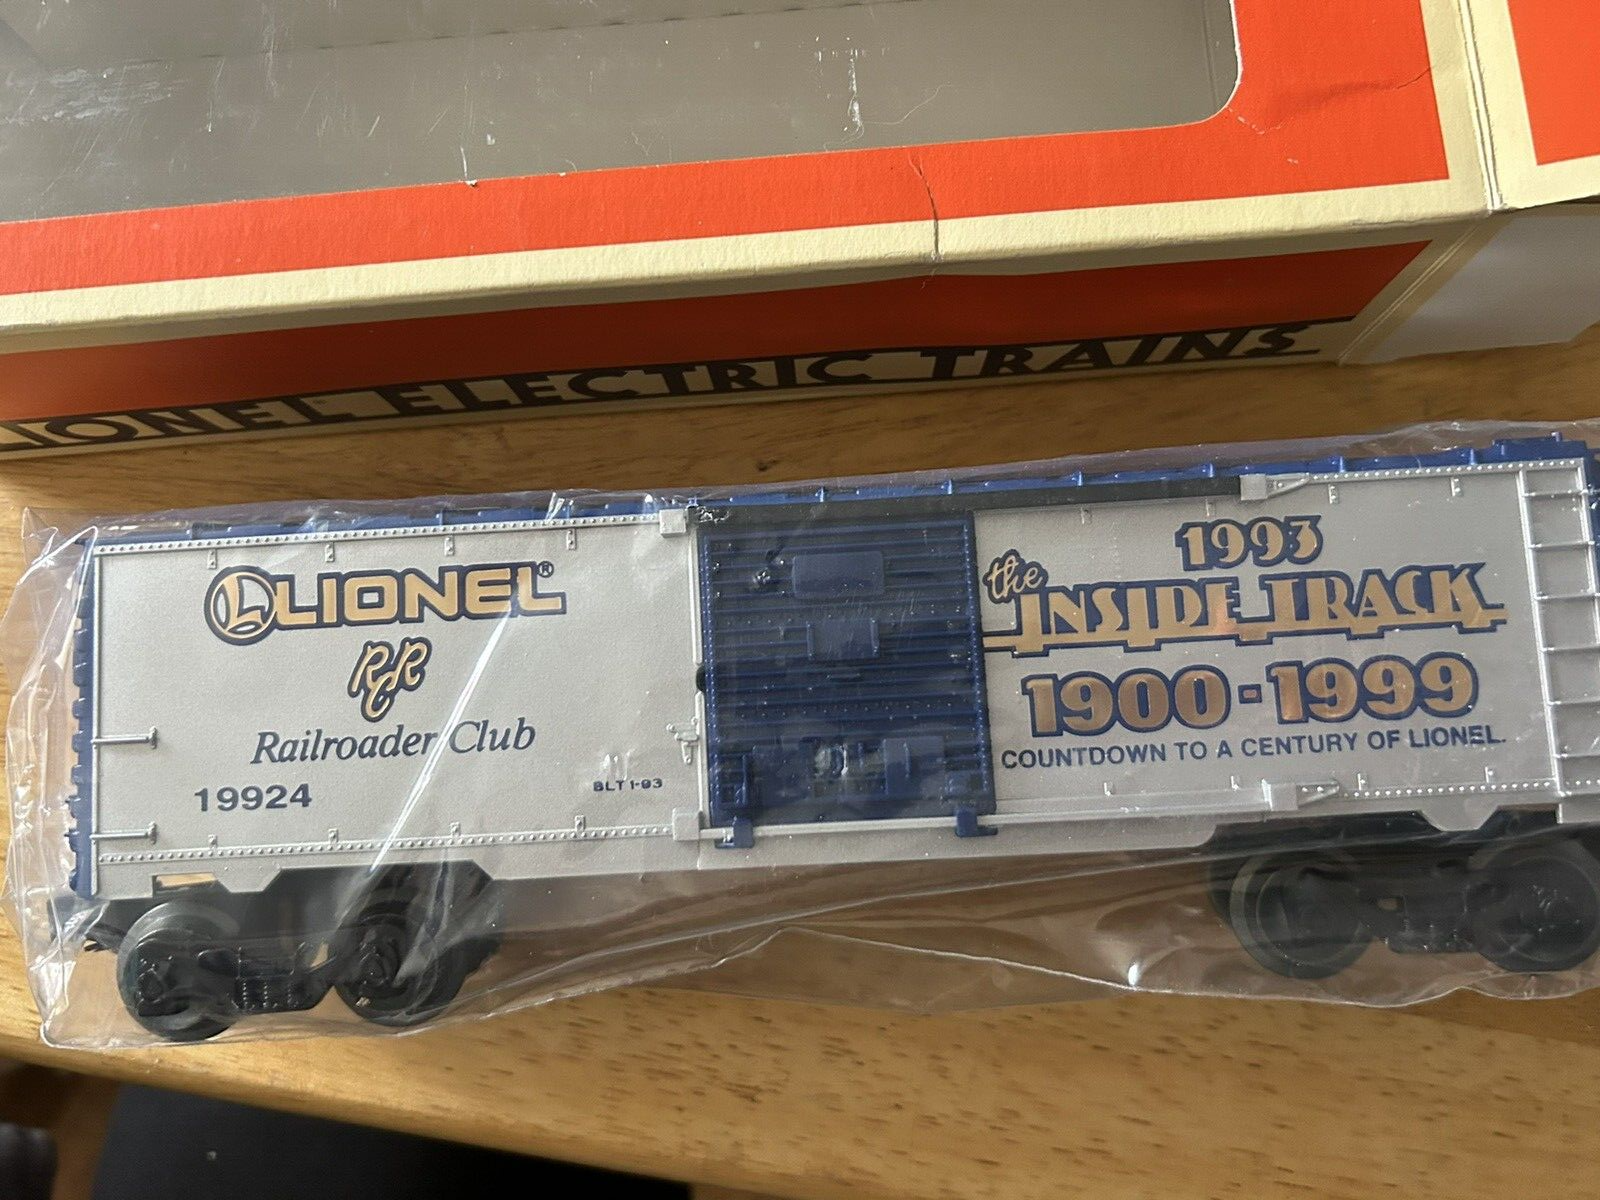 LIONEL ELECTRIC TRAINS
L LIONEL®
RRC
Railroader Club
19924
BLT 1-93
1993
the INSIDE TRACK
1900-1999
COUNTDOWN TO A CENTURY OF LIONEL.